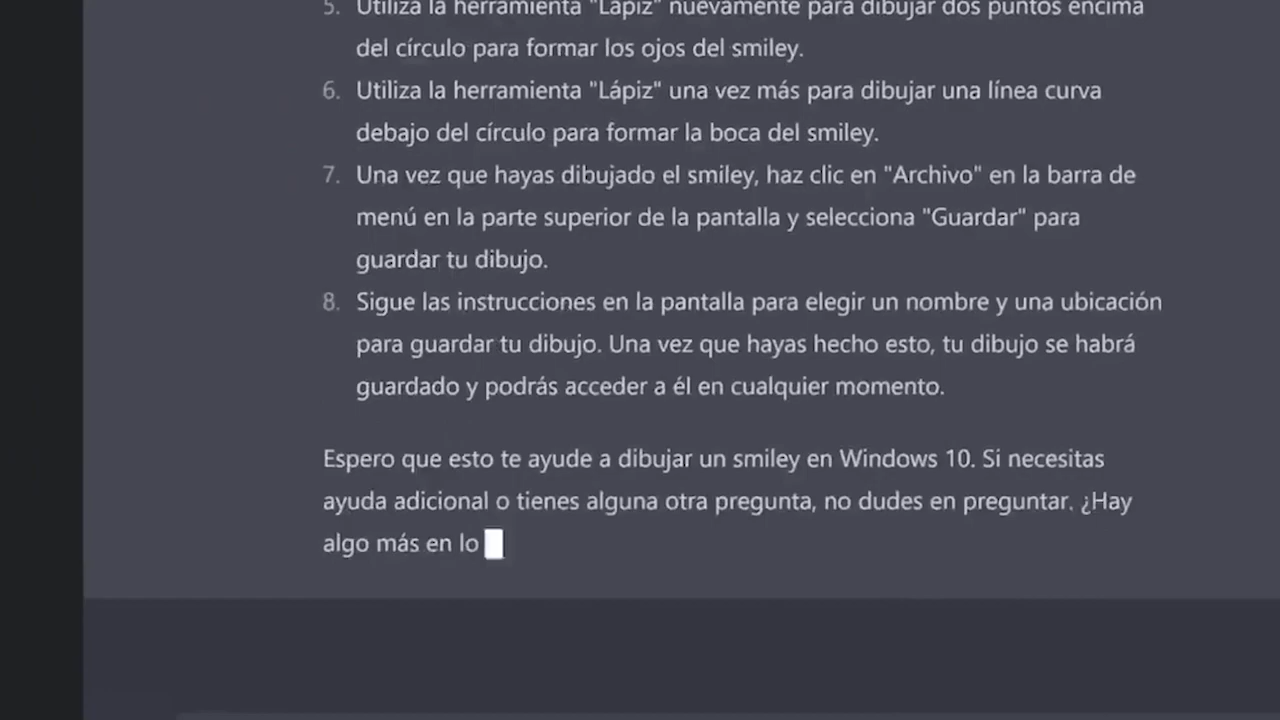 5. Utiliza la herramienta "Lápiz" nuevamente para dibujar dos puntos encima
del círculo para formar los ojos del smiley.
6. Utiliza la herramienta "Lápiz" una vez más para dibujar una línea curva
debajo del círculo para formar la boca del smiley.
7. Una vez que hayas dibujado el smiley, haz clic en "Archivo" en la barra de
menú en la parte superior de la pantalla y selecciona "Guardar" para
guardar tu dibujo.
8. Sigue las instrucciones en la pantalla para elegir un nombre y una ubicación
para guardar tu dibujo. Una vez que hayas hecho esto, tu dibujo se habrá
guardado y podrás acceder a él en cualquier momento.
Espero que esto te ayude a dibujar un smiley en Windows 10. Si necesitas
ayuda adicional o tienes alguna otra pregunta, no dudes en preguntar. ¿Hay
algo más en lo